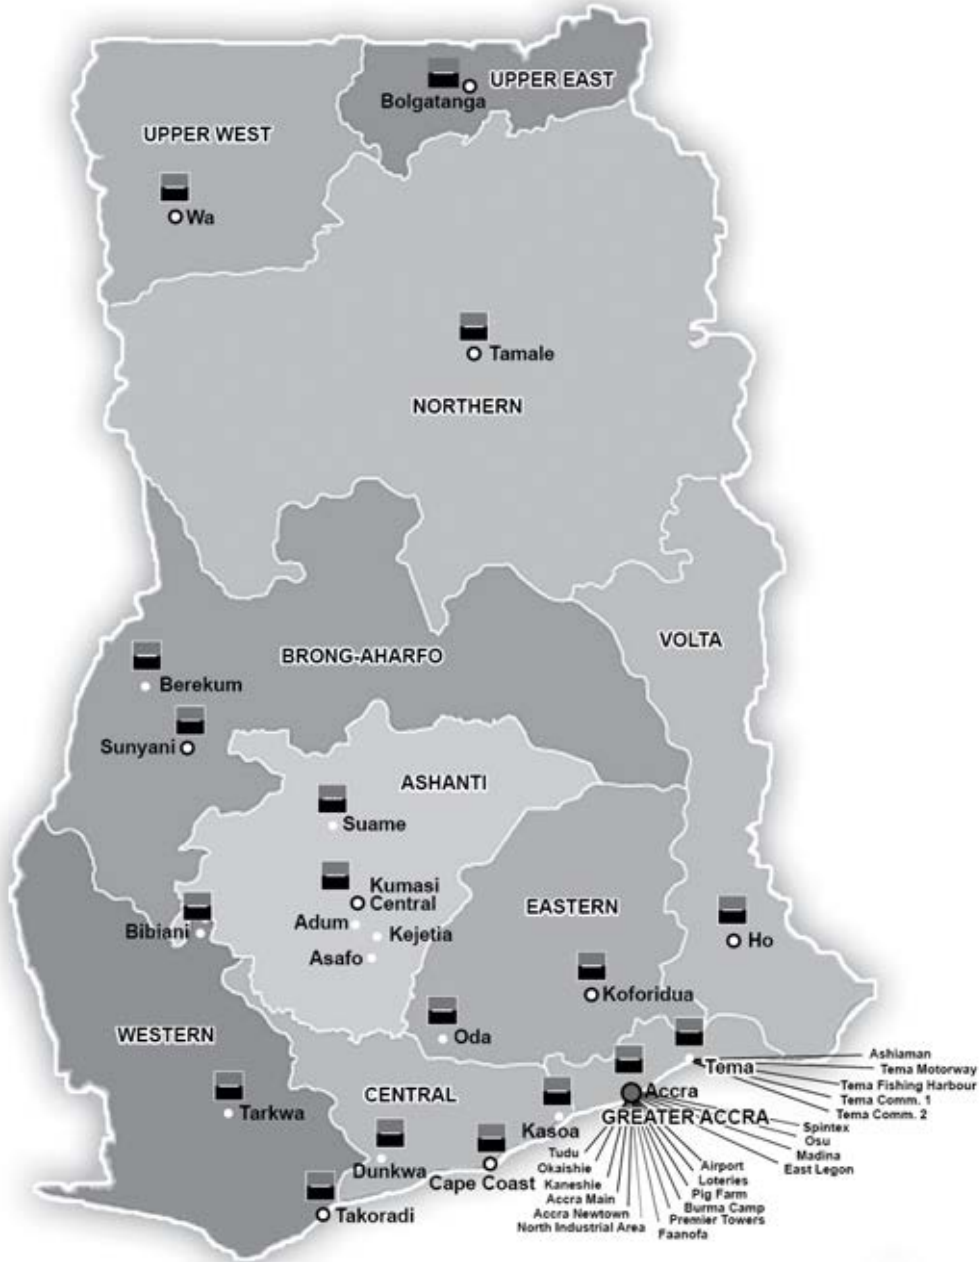 UPPER EAST
Bolgatanga
UPPER WEST
Wa
Tamale
NORTHERN
VOLTA
BRONG-AHARFO
Berekum
Sunyani
ASHANTI
Suame
Kumasi
Central
Adum
Kejetia
Asafo
EASTERN
Bibiani
Ho
Koforidua
WESTERN
Oda
Tema
Ashiaman
Tema Motorway
Tema Fishing Harbour
Tema Comm. 1
Tema Comm. 2
Accra
CENTRAL
GREATER ACCRA
Tarkwa
Kasoa
Spintex
Osu
Madina
East Legon
Dunkwa
Cape Coast
Takoradi
Tudu
Okaishie
Kaneshie
Accra Main
Accra Newtown
North Industrial Area
Airport
Loteries
Pig Farm
Burma Camp
Premier Towers
Faanofa